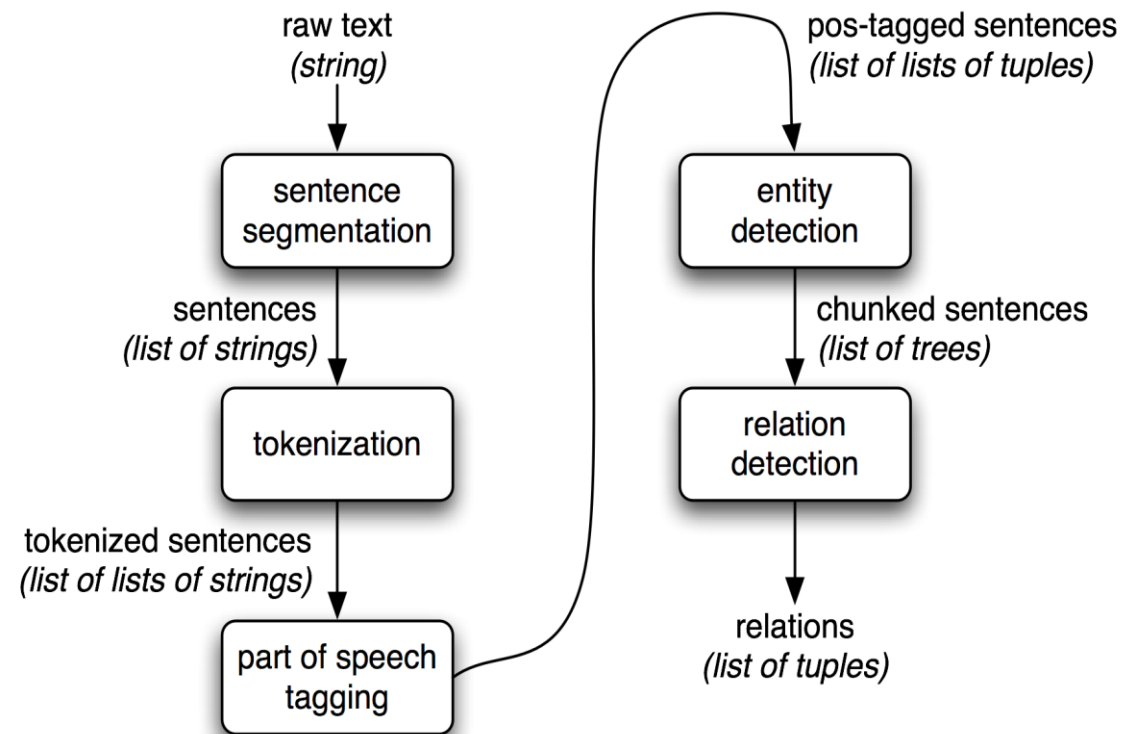 raw text
(string)
sentence
segmentation
sentences
(list of strings)
tokenization
tokenized sentences
(list of lists of strings)
part of speech
tagging
pos-tagged sentences
(list of lists of tuples)
entity
detection
chunked sentences
(list of trees)
relation
detection
relations
(list of tuples)